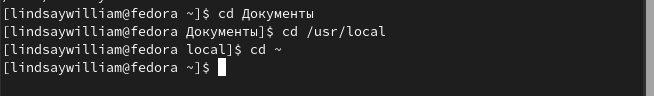 [lindsaywilliam@fedora ~]$ cd Документы
[lindsaywilliam@fedora Документы]$ cd /usr/local
[lindsaywilliam@fedora local]$ cd ~
[lindsaywilliam@fedora ~]$